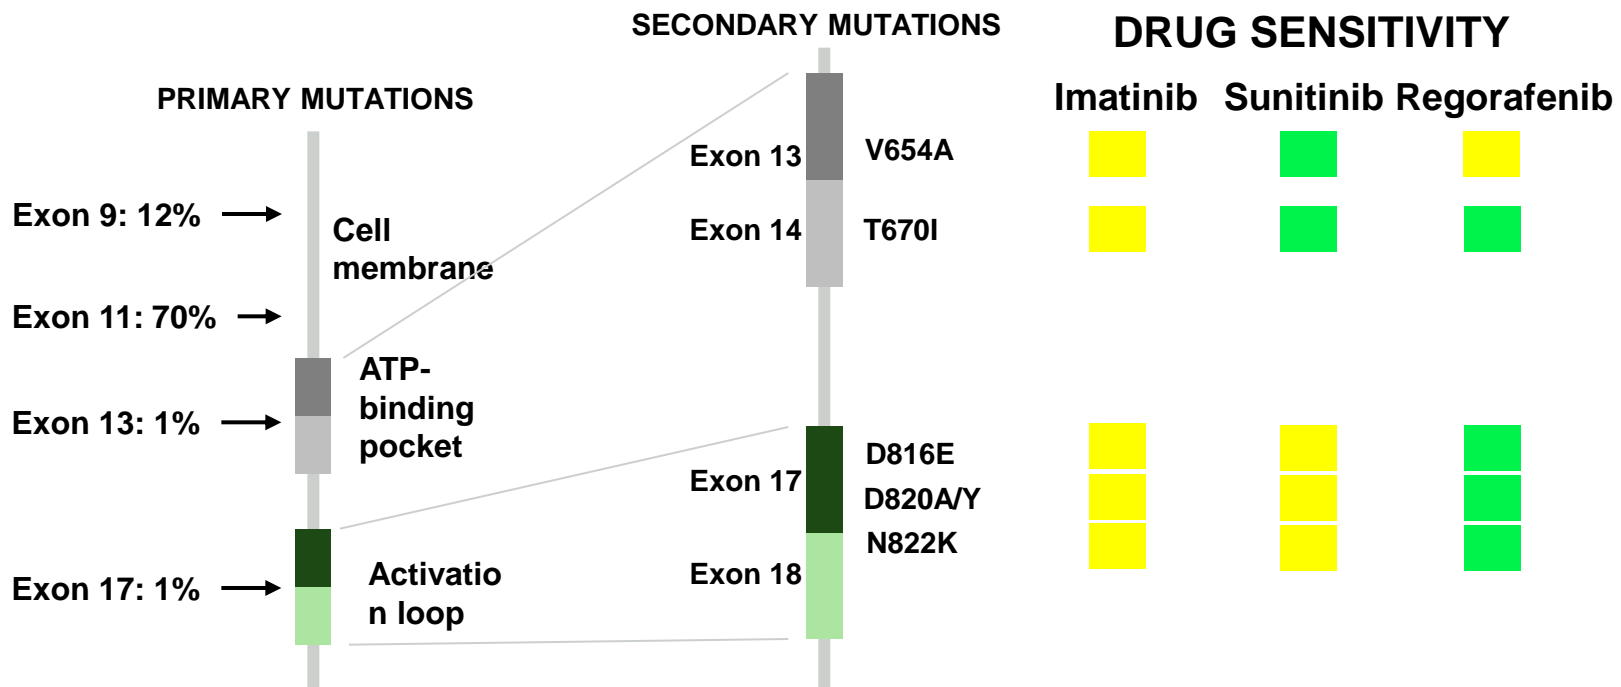 PRIMARY MUTATIONS
Exon 9: 12%
Cell
membrane
Exon 11: 70%
ATP-
binding
pocket
Exon 13: 1%
Activatio
n loop
Exon 17: 1%
SECONDARY MUTATIONS
Exon 13
V654A
Exon 14
T670I
Exon 17
D816E
D820A/Y
N822K
Exon 18
DRUG SENSITIVITY
Imatinib Sunitinib Regorafenib